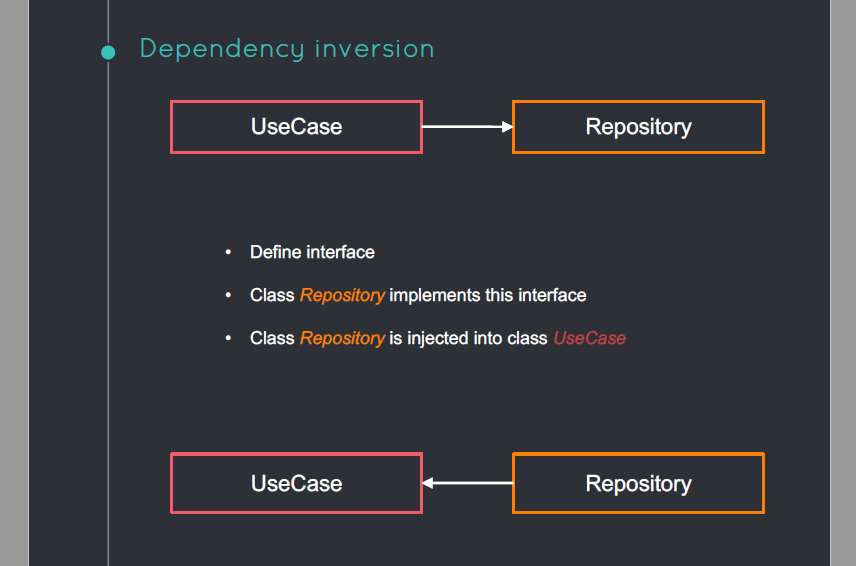 Dependency inversion
UseCase
Repository
• Define interface
• Class Repository implements this interface
• Class Repository is injected into class UseCase
UseCase
Repository